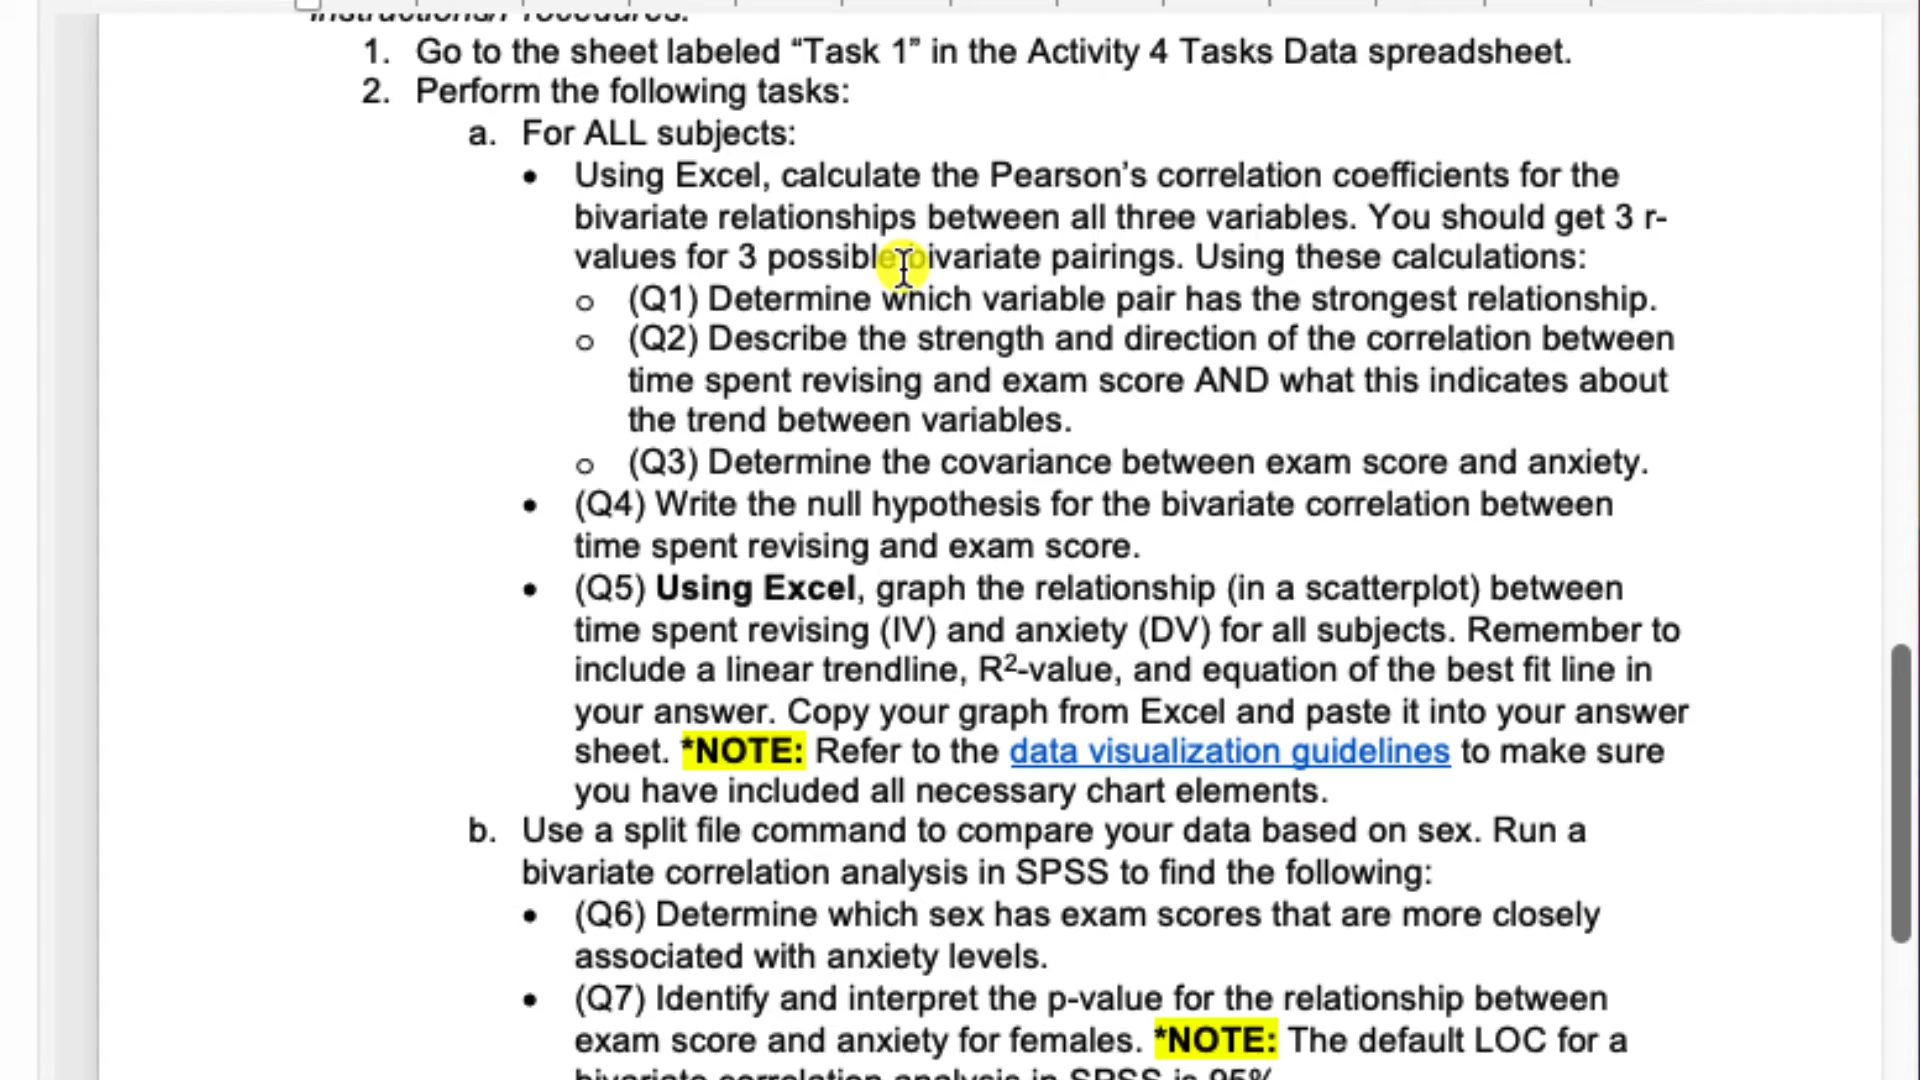 Instructions/Procedures:
1. Go to the sheet labeled “Task 1” in the Activity 4 Tasks Data spreadsheet.
2. Perform the following tasks:
a. For ALL subjects:
• Using Excel, calculate the Pearson’s correlation coefficients for the
bivariate relationships between all three variables. You should get 3 r-
values for 3 possible bivariate pairings. Using these calculations:
o (Q1) Determine which variable pair has the strongest relationship.
o (Q2) Describe the strength and direction of the correlation between
time spent revising and exam score AND what this indicates about
the trend between variables.
o (Q3) Determine the covariance between exam score and anxiety.
• (Q4) Write the null hypothesis for the bivariate correlation between
time spent revising and exam score.
• (Q5) Using Excel, graph the relationship (in a scatterplot) between
time spent revising (IV) and anxiety (DV) for all subjects. Remember to
include a linear trendline, R²-value, and equation of the best fit line in
your answer. Copy your graph from Excel and paste it into your answer
sheet. *NOTE: Refer to the data visualization guidelines to make sure
you have included all necessary chart elements.
b. Use a split file command to compare your data based on sex. Run a
bivariate correlation analysis in SPSS to find the following:
• (Q6) Determine which sex has exam scores that are more closely
associated with anxiety levels.
• (Q7) Identify and interpret the p-value for the relationship between
exam score and anxiety for females. *NOTE: The default LOC for a
bivariate correlation analysis in SPSS is 95%